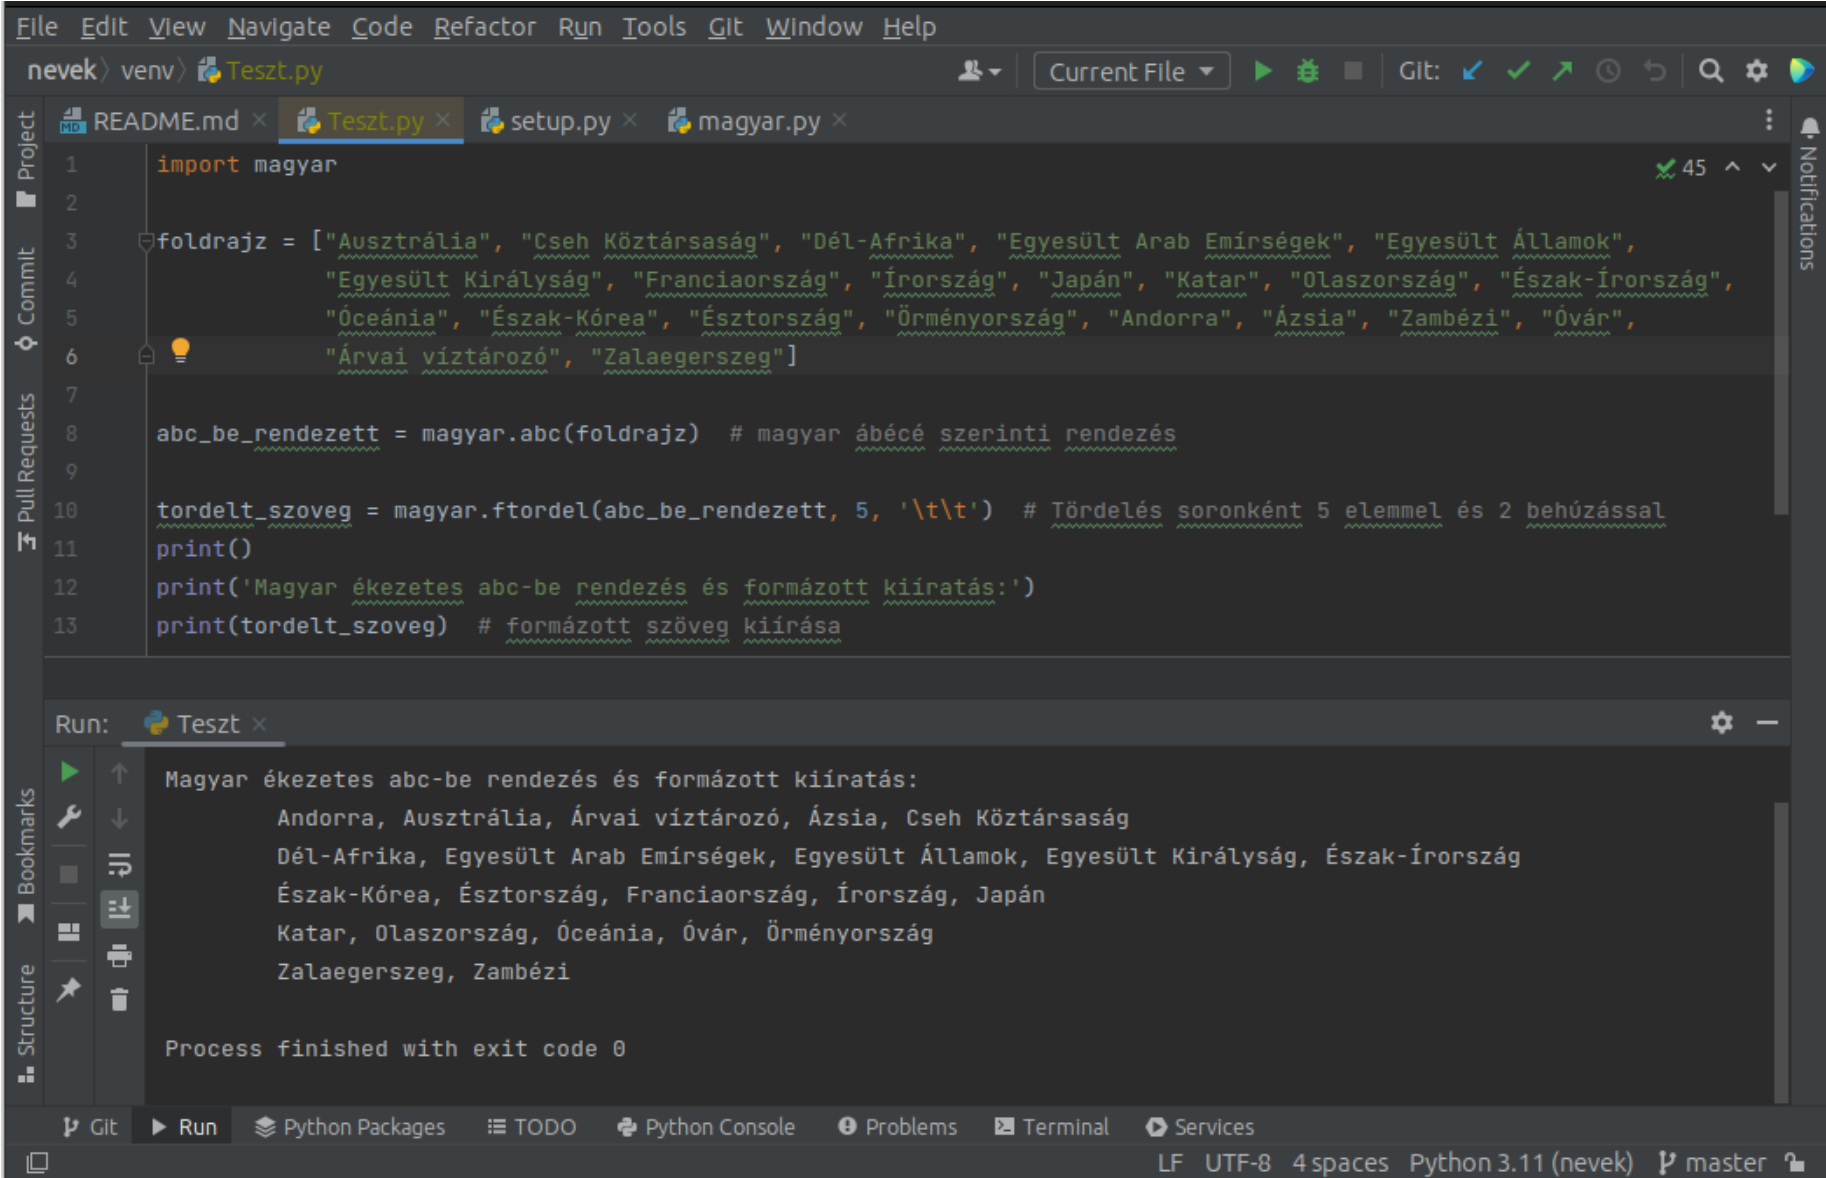 File Edit View Navigate Code Refactor Run Tools Git Window Help
nevek venv Teszt.py Current File Git:
README.md Teszt.py setup.py magyar.py
Project
Commit
Pull Requests
Bookmarks
Structure
Notifications
45
1 import magyar
2
3 foldrajz = ["Ausztrália", "Cseh Köztársaság", "Dél-Afrika", "Egyesült Arab Emírségek", "Egyesült Államok",
4 "Egyesült Királyság", "Franciaország", "Írország", "Japán", "Katar", "Olaszország", "Észak-Írország",
5 "Óceánia", "Észak-Kórea", "Észtország", "Örményország", "Andorra", "Ázsia", "Zambézi", "Óvár",
6 "Árvai víztározó", "Zalaegerszeg"]
7
8 abc_be_rendezett = magyar.abc(foldrajz) # magyar ábécé szerinti rendezés
9
10 tordelt_szoveg = magyar.ftordel(abc_be_rendezett, 5, '\t\t') # Tördelés soronként 5 elemmel és 2 behúzással
11 print()
12 print('Magyar ékezetes abc-be rendezés és formázott kiíratás:')
13 print(tordelt_szoveg) # formázott szöveg kiírása
Run: Teszt
Magyar ékezetes abc-be rendezés és formázott kiíratás:
Andorra, Ausztrália, Árvai víztározó, Ázsia, Cseh Köztársaság
Dél-Afrika, Egyesült Arab Emírségek, Egyesült Államok, Egyesült Királyság, Észak-Írország
Észak-Kórea, Észtország, Franciaország, Írország, Japán
Katar, Olaszország, Óceánia, Óvár, Örményország
Zalaegerszeg, Zambézi
Process finished with exit code 0
Git Run Python Packages TODO Python Console Problems Terminal Services
LF UTF-8 4 spaces Python 3.11 (nevek) master